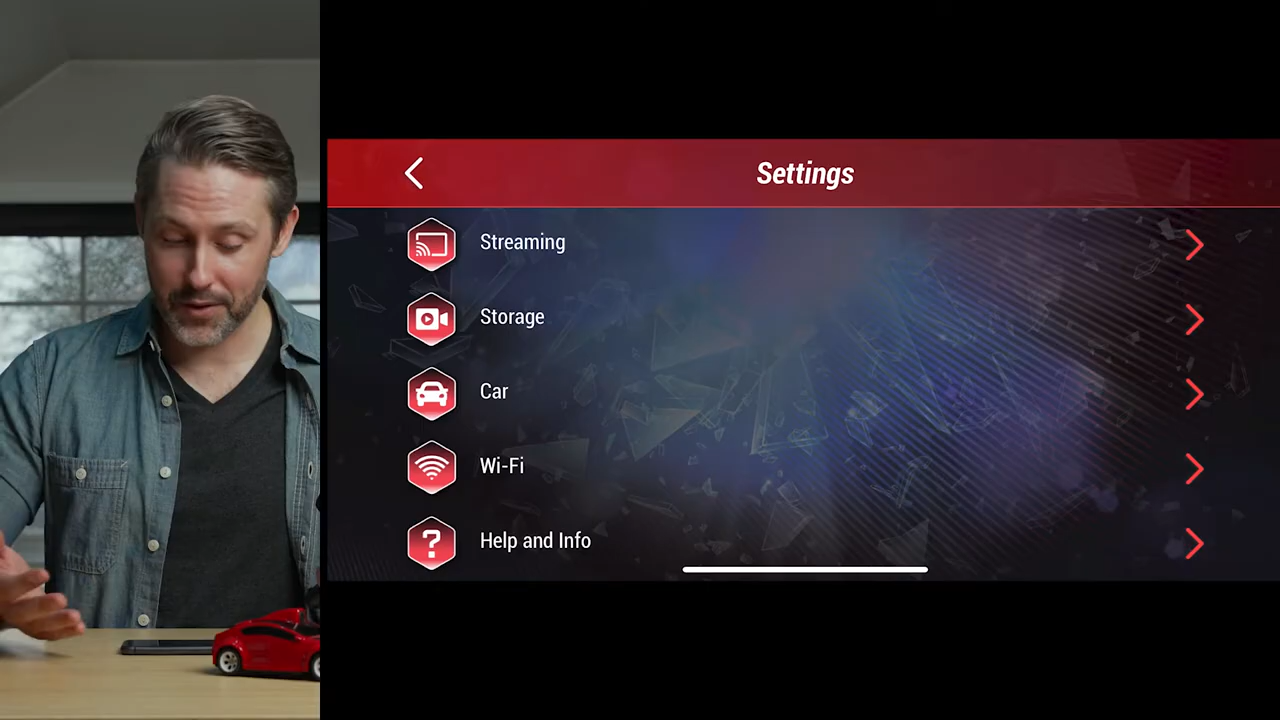 Settings
Streaming
Storage
Car
Wi-Fi
Help and Info